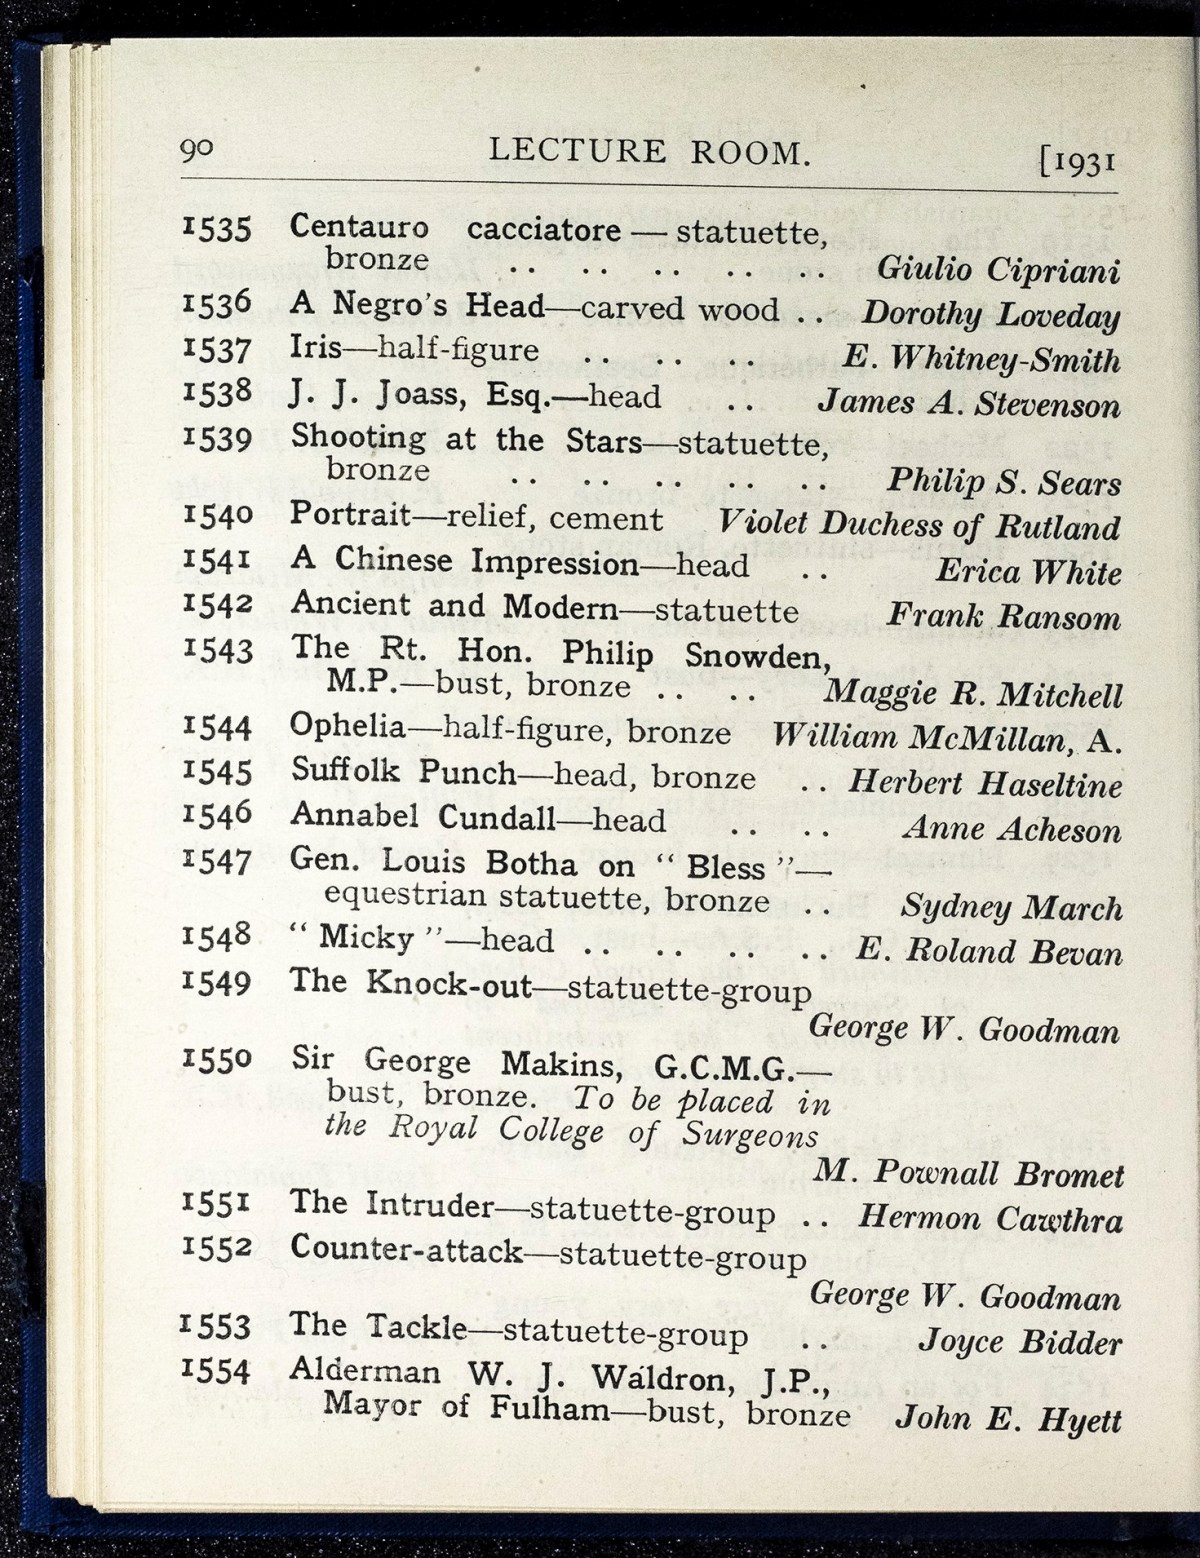 90 LECTURE ROOM. [1931
1535 Centauro cacciatore — statuette,
bronze .. .. .. .. .. Giulio Cipriani
1536 A Negro's Head—carved wood .. Dorothy Loveday
1537 Iris—half-figure .. .. .. E. Whitney-Smith
1538 J. J. Joass, Esq.—head .. James A. Stevenson
1539 Shooting at the Stars—statuette,
bronze .. .. .. .. .. Philip S. Sears
1540 Portrait—relief, cement Violet Duchess of Rutland
1541 A Chinese Impression—head .. Erica White
1542 Ancient and Modern—statuette Frank Ransom
1543 The Rt. Hon. Philip Snowden,
M.P.—bust, bronze .. .. Maggie R. Mitchell
1544 Ophelia—half-figure, bronze William McMillan, A.
1545 Suffolk Punch—head, bronze .. Herbert Haseltine
1546 Annabel Cundall—head .. .. Anne Acheson
1547 Gen. Louis Botha on “ Bless ”—
equestrian statuette, bronze .. Sydney March
1548 “ Micky ”—head .. .. .. .. E. Roland Bevan
1549 The Knock-out—statuette-group
George W. Goodman
1550 Sir George Makins, G.C.M.G.—
bust, bronze. To be placed in
the Royal College of Surgeons
M. Pownall Bromet
1551 The Intruder—statuette-group .. Hermon Cawthra
1552 Counter-attack—statuette-group
George W. Goodman
1553 The Tackle—statuette-group .. Joyce Bidder
1554 Alderman W. J. Waldron, J.P.,
Mayor of Fulham—bust, bronze John E. Hyett